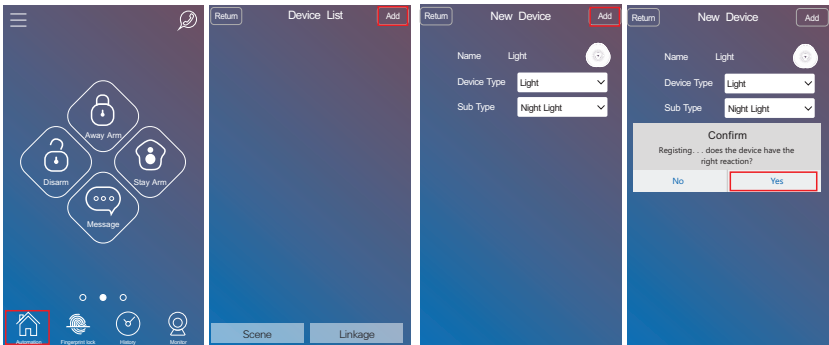 Away Arm
Disarm
Stay Arm
Message
Automation
Fingerprint lock
History
Monitor
Return
Device List
Add
Scene
Linkage
Return
New Device
Add
Name
Light
Device Type
Light
Sub Type
Night Light
Return
New Device
Add
Name
Light
Device Type
Light
Sub Type
Night Light
Confirm
Registing. . . does the device have the
right reaction?
No
Yes